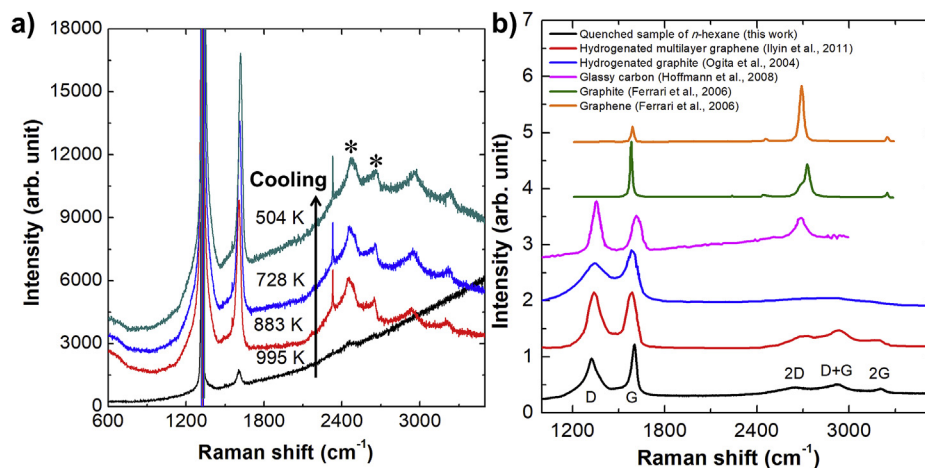 a)
18000
15000
12000
9000
6000
3000
0
Intensity (arb. unit)
* *
Cooling
504 K
728 K
883 K
995 K
600 1200 1800 2400 3000
Raman shift (cm⁻¹)
b)
Quenched sample of n-hexane (this work)
Hydrogenated multilayer graphene (Ilyin et al., 2011)
Hydrogenated graphite (Ogita et al., 2004)
Glassy carbon (Hoffmann et al., 2008)
Graphite (Ferrari et al., 2006)
Graphene (Ferrari et al., 2006)
7
6
5
4
3
2
1
0
Intensity (arb. unit)
D G 2D D+G 2G
1200 1800 2400 3000
Raman shift (cm⁻¹)